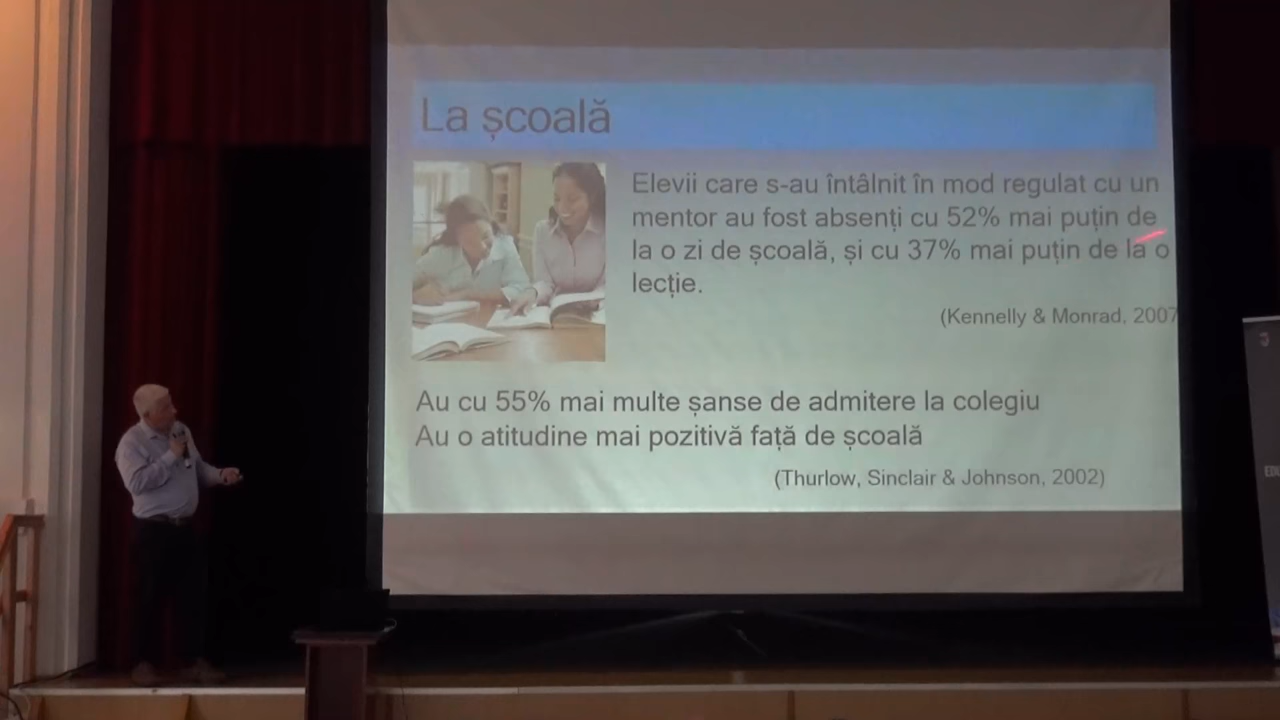 La școală
Elevii care s-au întâlnit în mod regulat cu un
mentor au fost absenți cu 52% mai puțin de
la o zi de școală, și cu 37% mai puțin de la o
lecție.
(Kennelly & Monrad, 2007
Au cu 55% mai multe șanse de admitere la colegiu
Au o atitudine mai pozitivă față de școală
(Thurlow, Sinclair & Johnson, 2002)